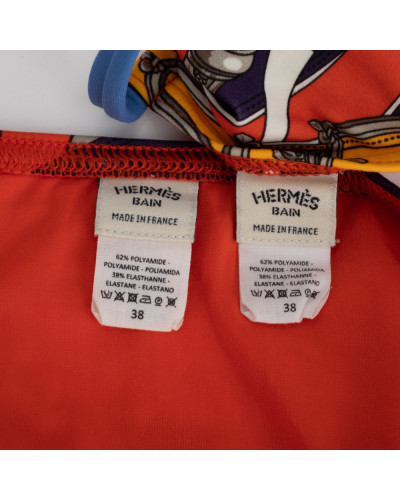 HERMÈS
BAIN
MADE IN FRANCE
62% POLYAMIDE -
POLYAMIDE - POLIAMIDA
38% ELASTHANNE -
ELASTANE - ELASTANO
38
HERMÈS
BAIN
MADE IN FRANCE
62% POLYAMIDE -
POLYAMIDE - POLIAMIDA
38% ELASTHANNE -
ELASTANE - ELASTANO
38